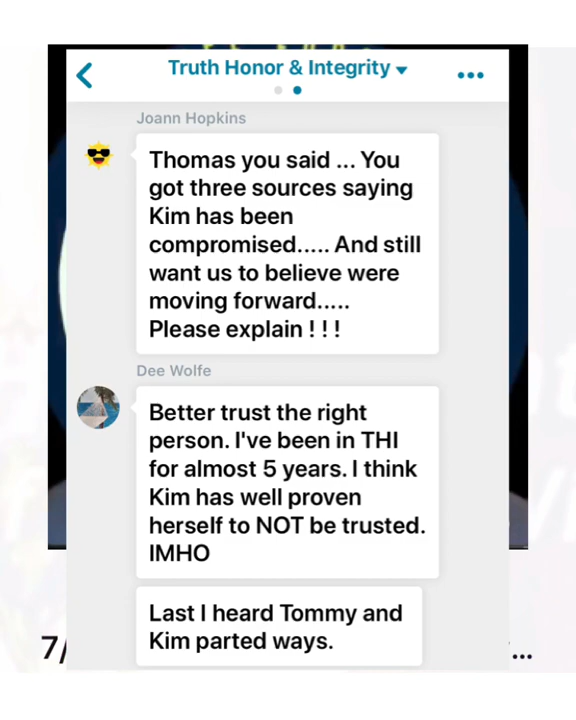 Truth Honor & Integrity
Joann Hopkins
Thomas you said ... You
got three sources saying
Kim has been
compromised..... And still
want us to believe were
moving forward.....
Please explain ! ! !
Dee Wolfe
Better trust the right
person. I've been in THI
for almost 5 years. I think
Kim has well proven
herself to NOT be trusted.
IMHO
Last I heard Tommy and
Kim parted ways.
7/
...